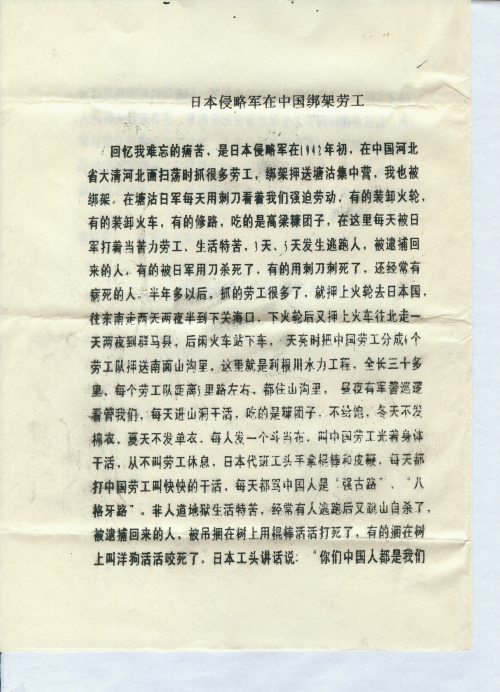 日本侵略军在中国绑架劳工
回忆我难忘的痛苦，是日本侵略军在1942年初，在中国河北
省大清河北面扫荡时抓很多劳工，绑架押送塘沽集中营，我也被
绑架。在塘沽日军每天用刺刀看着我们强迫劳动，有的装卸火轮，
有的装卸火车，有的修路，吃的是高梁糠团子，在这里每天被日
军打着当苦力劳工、生活特苦，3天、5天发生逃跑人，被逮捕回
来的人。有的被日军用刀杀死了，有的用刺刀刺死了，还经常有
病死的人。半年多以后，抓的劳工很多了，就押上火轮去日本国，
往东南走西天两夜半到下关海口，下火轮后又押上火车往北走一
天两夜到群马县，后闲火车站下车，天亮时把中国劳工分成 个
劳工队押送南面山沟里，这里就是利根川水力工程，全长三十多
里，每个劳工队距离 里路左右，都住山沟里，昼夜有军警巡逻
看管我们，每天进山洞干活，吃的是糠团子，不给饱，冬天不发
棉衣，夏天不发单衣，每人发一个斗当布，叫中国劳工光著身体
干活，从不叫劳工休息，日本代班工头手拿棍棒和皮鞭，每天都
打中国劳工叫快快的干活，每天都骂中国人是“强古路”、“八
格牙路”。非人道地狱生活特苦，经常有人逃跑后又跳山自杀了，
被逮捕回来的人，被吊捆在树上用棍棒活活打死了，有的捆在树
上叫洋狗活活咬死了，日本工头讲话说：“你们中国人都是我们